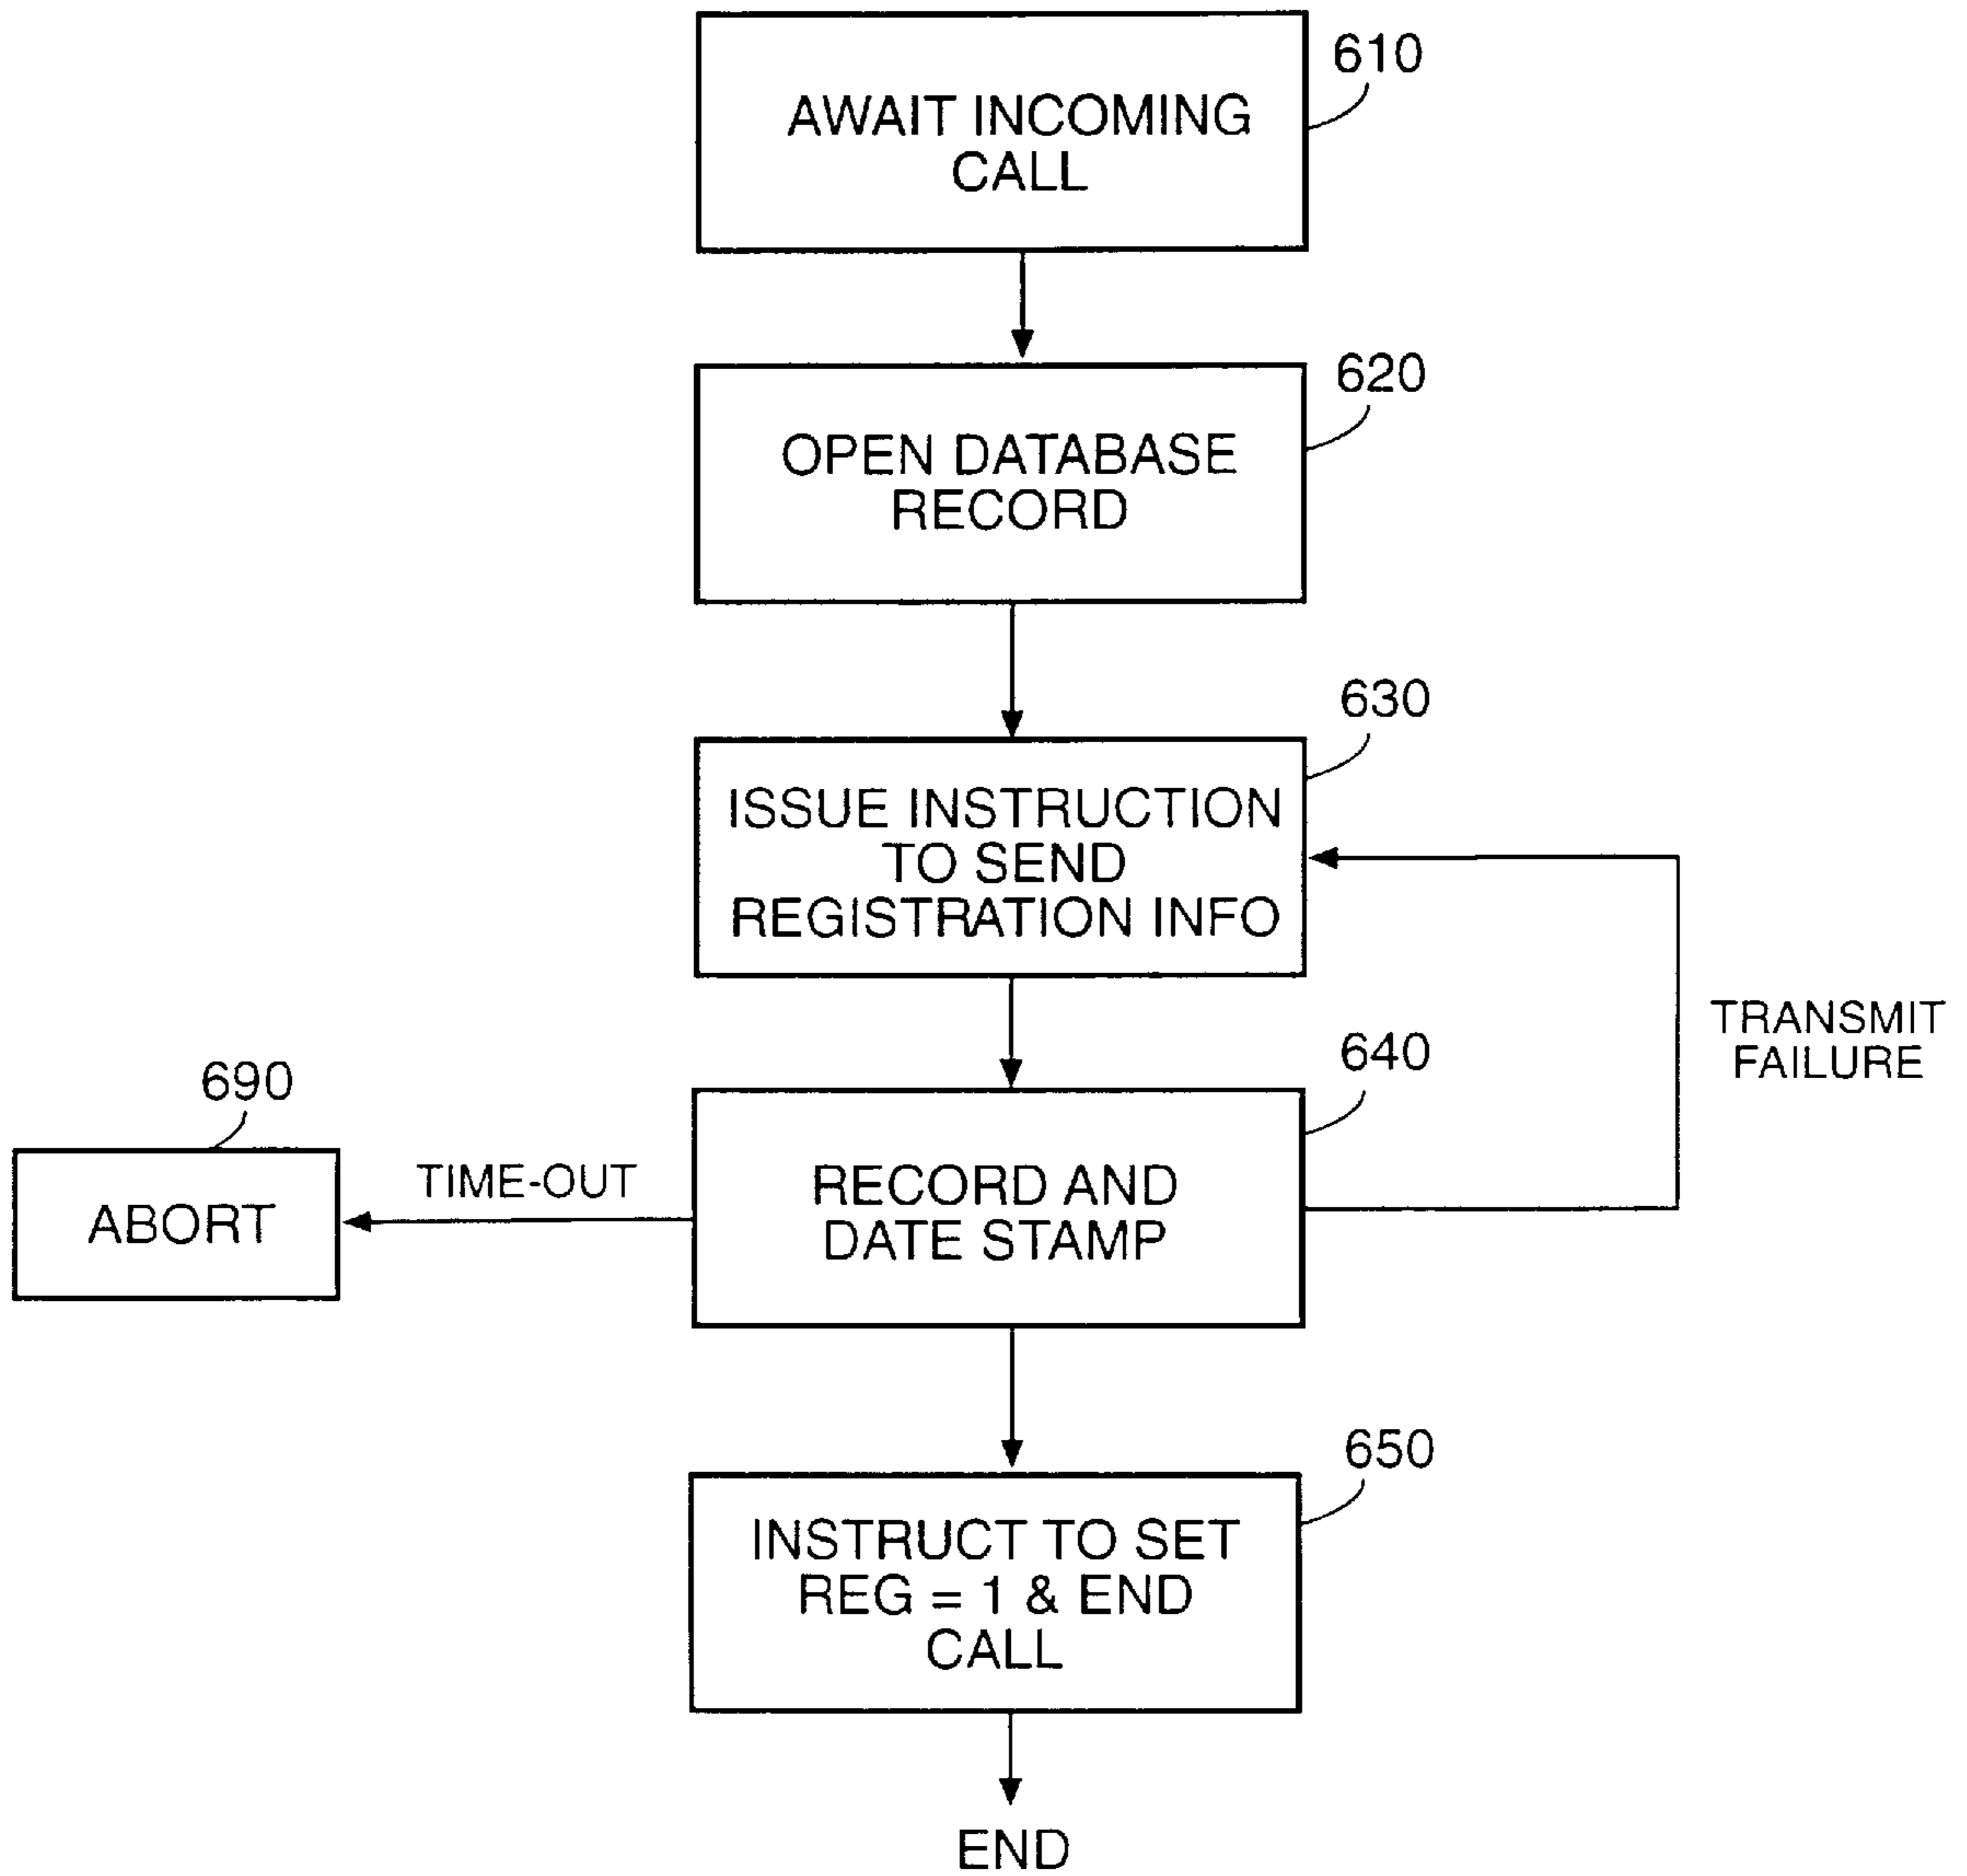 610
AWAIT INCOMING
CALL
620
OPEN DATABASE
RECORD
630
ISSUE INSTRUCTION
TO SEND
REGISTRATION INFO
TRANSMIT
FAILURE
640
690
TIME-OUT
RECORD AND
DATE STAMP
ABORT
650
INSTRUCT TO SET
REG = 1 & END
CALL
END